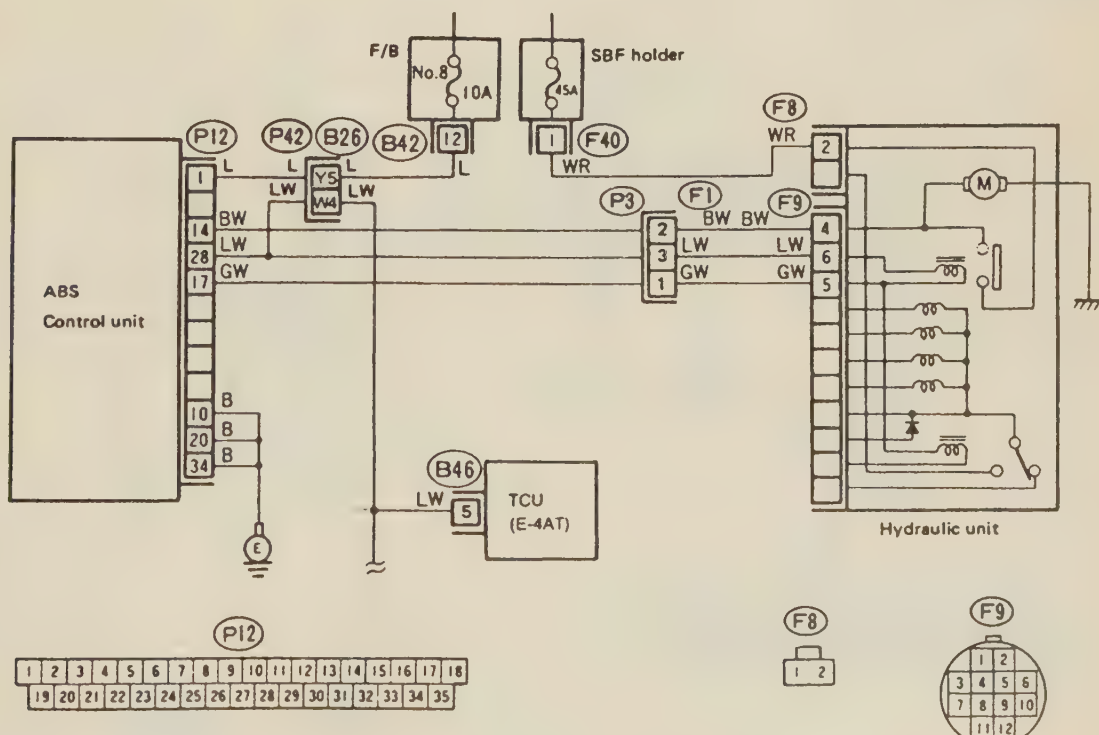 F/B
No.8
10A
SBF holder
45A
12
1
P12
P42
B26
B42
F40
F8
L
L
L
L
WR
WR
1
Y5
W4
2
LW
LW
P3
F1
F9
14
BW
2
BW
BW
4
28
LW
3
LW
LW
6
17
GW
1
GW
GW
5
M
ABS
Control unit
10
B
20
B
34
B
E
B46
LW
5
TCU
(E-4AT)
Hydraulic unit
P12
1 2 3 4 5 6 7 8 9 10 11 12 13 14 15 16 17 18
19 20 21 22 23 24 25 26 27 28 29 30 31 32 33 34 35
F8
1 2
F9
1 2
3 4 5 6
7 8 9 10
11 12